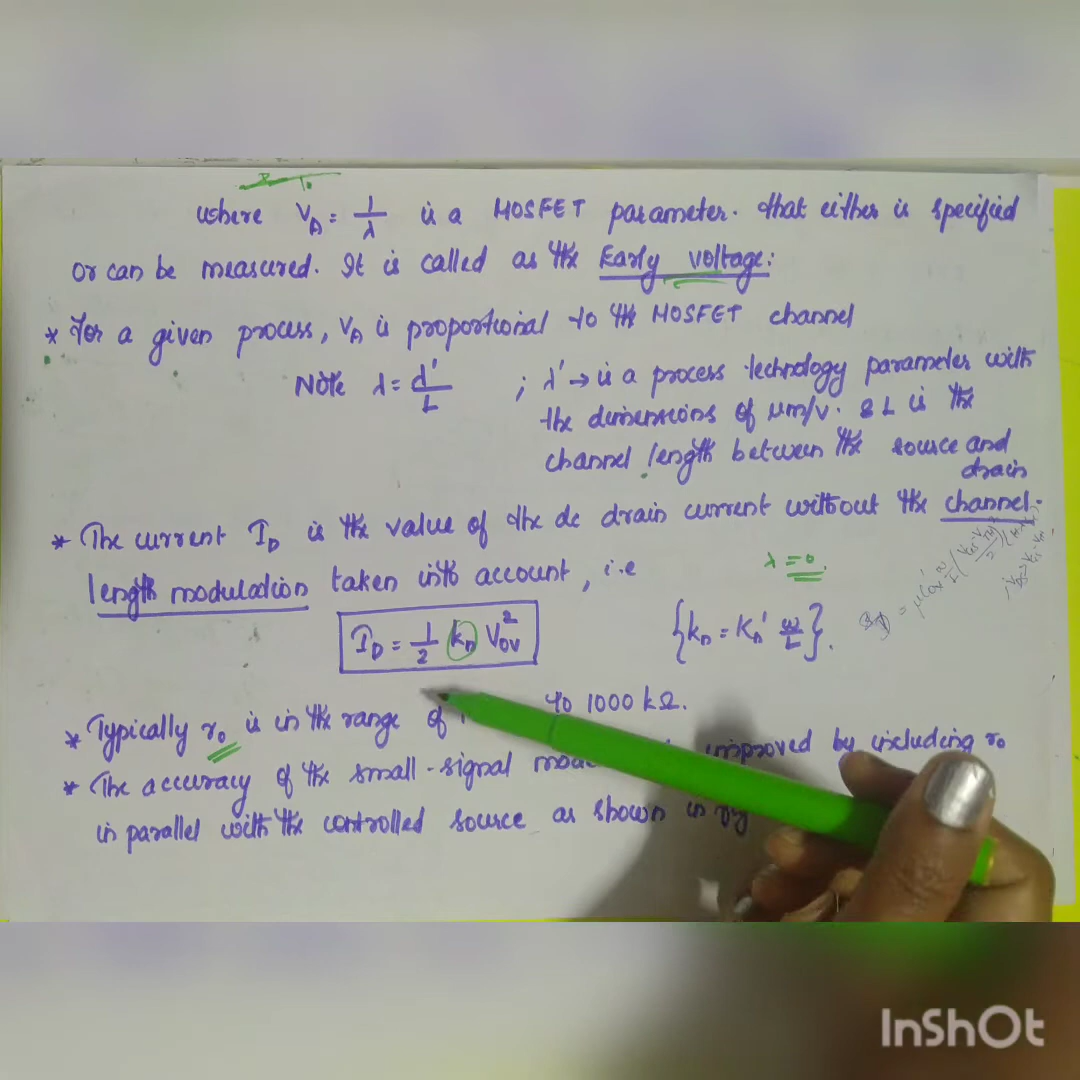 where V_A = 1/λ is a MOSFET parameter. that either is specified
or can be measured. It is called as the Early voltage:
* For a given process, V_A is proportional to the MOSFET channel
Note λ = d'/L ; λ' → is a process technology parameter with
the dimensions of μm/v. & L is the
channel length between the source and
drain
* The current I_D is the value of the dc drain current without the channel-
length modulation taken into account, i.e
λ = 0
I_D = 1/2 k_n V_OV^2 {k_n = k_n' w/L}.
* Typically r_o is in the range of to 1000 kΩ.
* The accuracy of the small-signal improved by including r_o
in parallel with the controlled source as shown in
InShOt